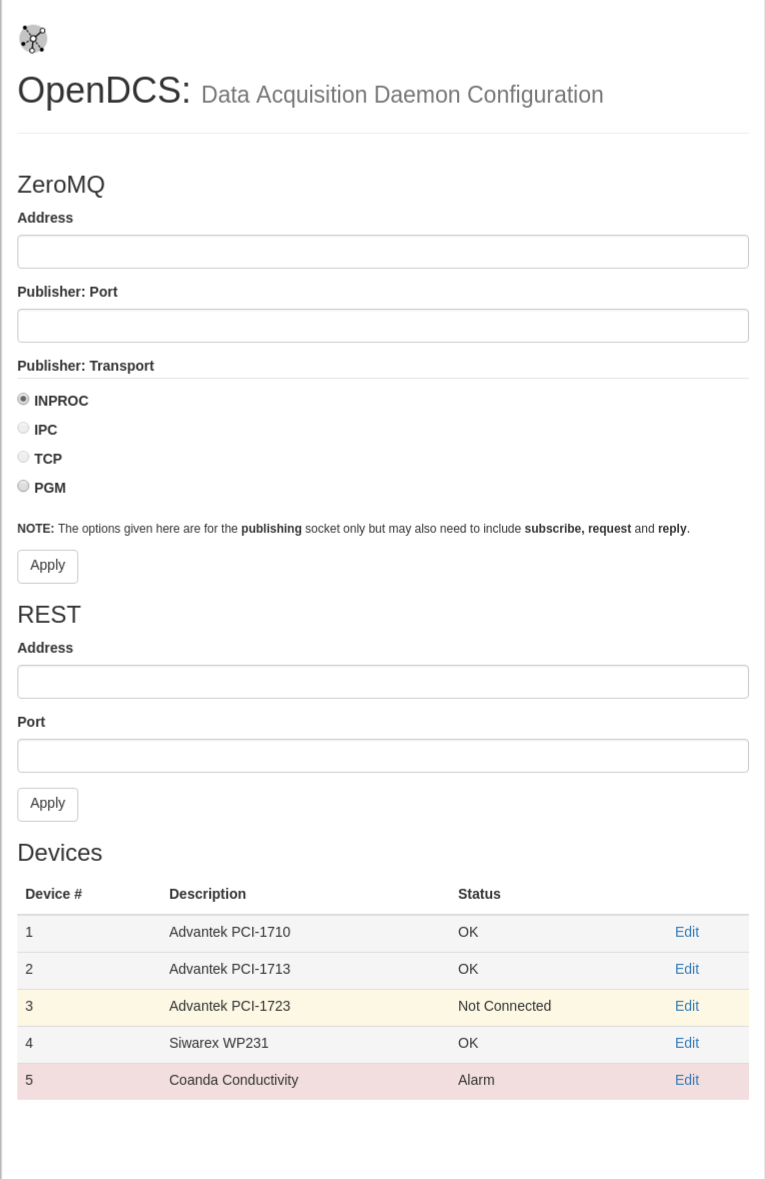 OpenDCS: Data Acquisition Daemon Configuration
ZeroMQ
Address
Publisher: Port
Publisher: Transport
INPROC
IPC
TCP
PGM
NOTE: The options given here are for the publishing socket only but may also need to include subscribe, request and reply.
Apply
REST
Address
Port
Apply
Devices
Device # Description Status
1 Advantek PCI-1710 OK Edit
2 Advantek PCI-1713 OK Edit
3 Advantek PCI-1723 Not Connected Edit
4 Siwarex WP231 OK Edit
5 Coanda Conductivity Alarm Edit